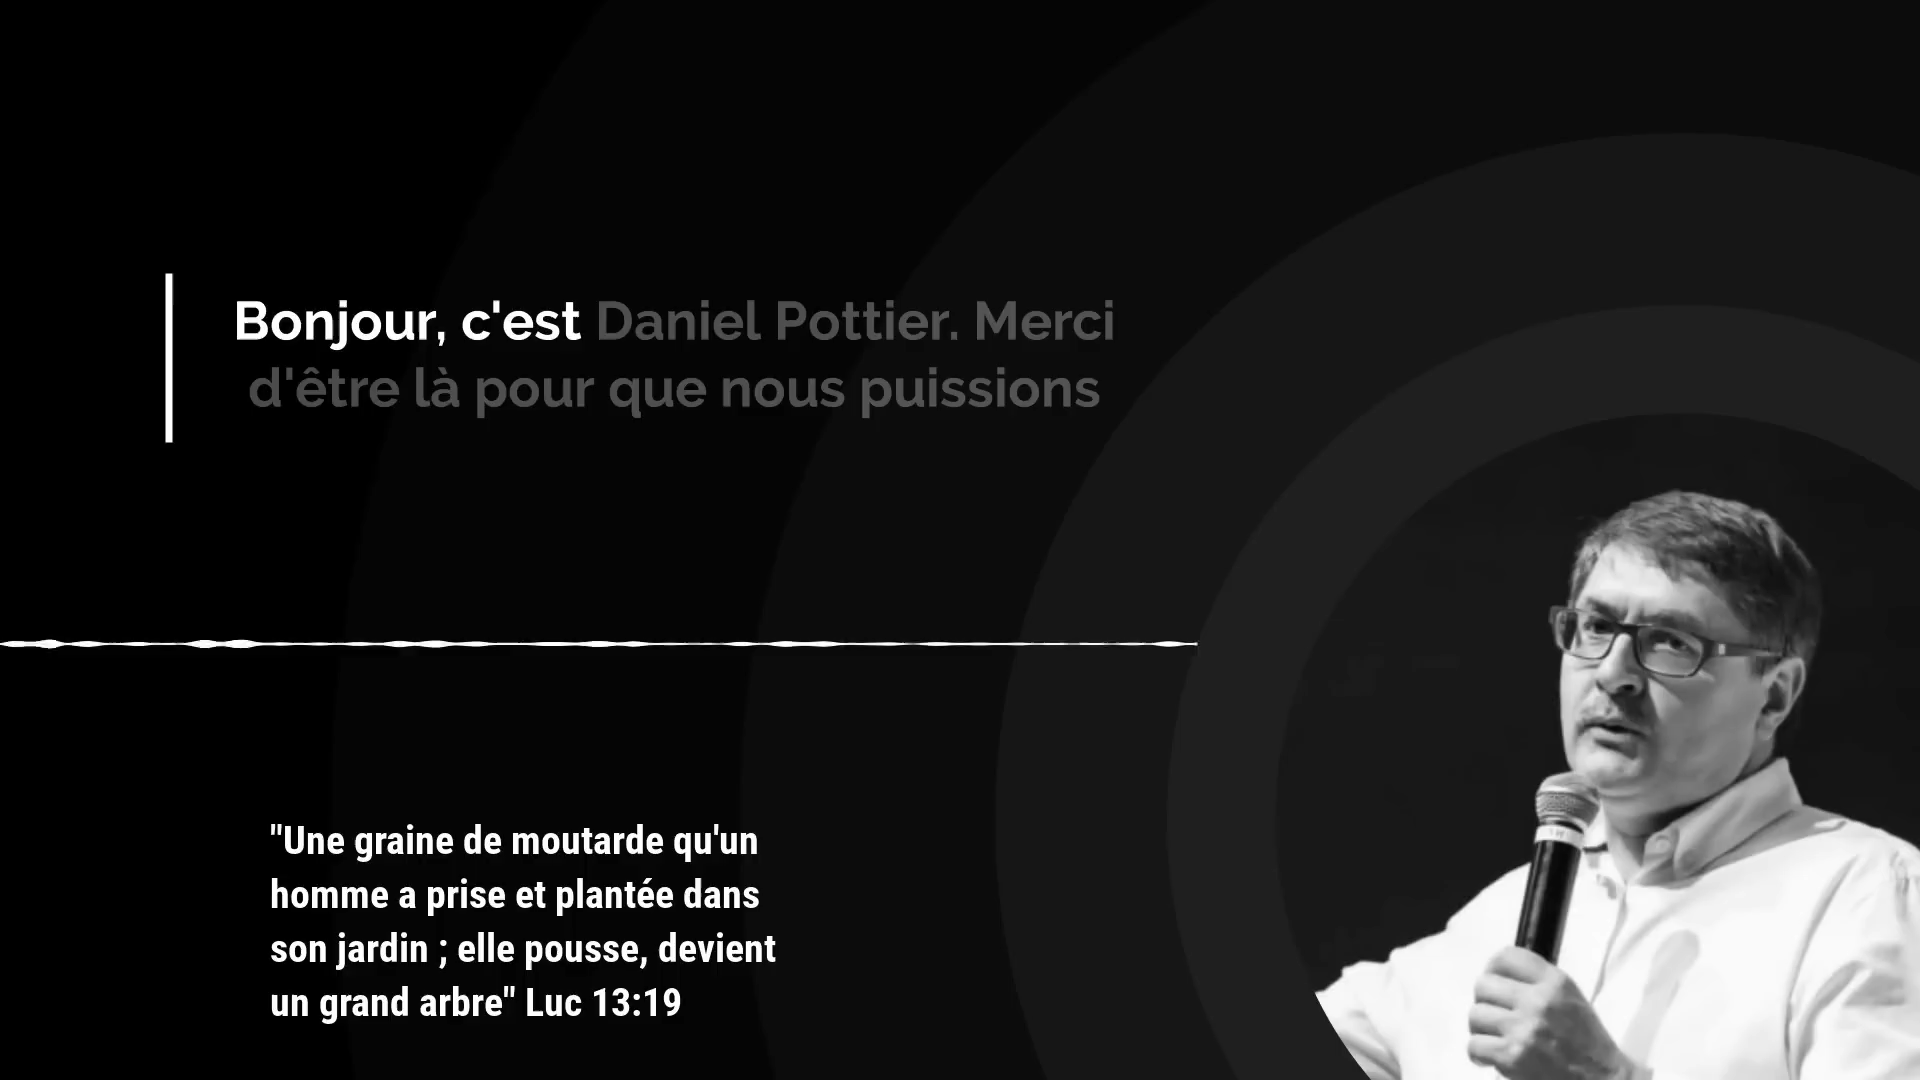 Bonjour, c'est Daniel Pottier. Merci
d'être là pour que nous puissions
"Une graine de moutarde qu'un
homme a prise et plantée dans
son jardin ; elle pousse, devient
un grand arbre" Luc 13:19